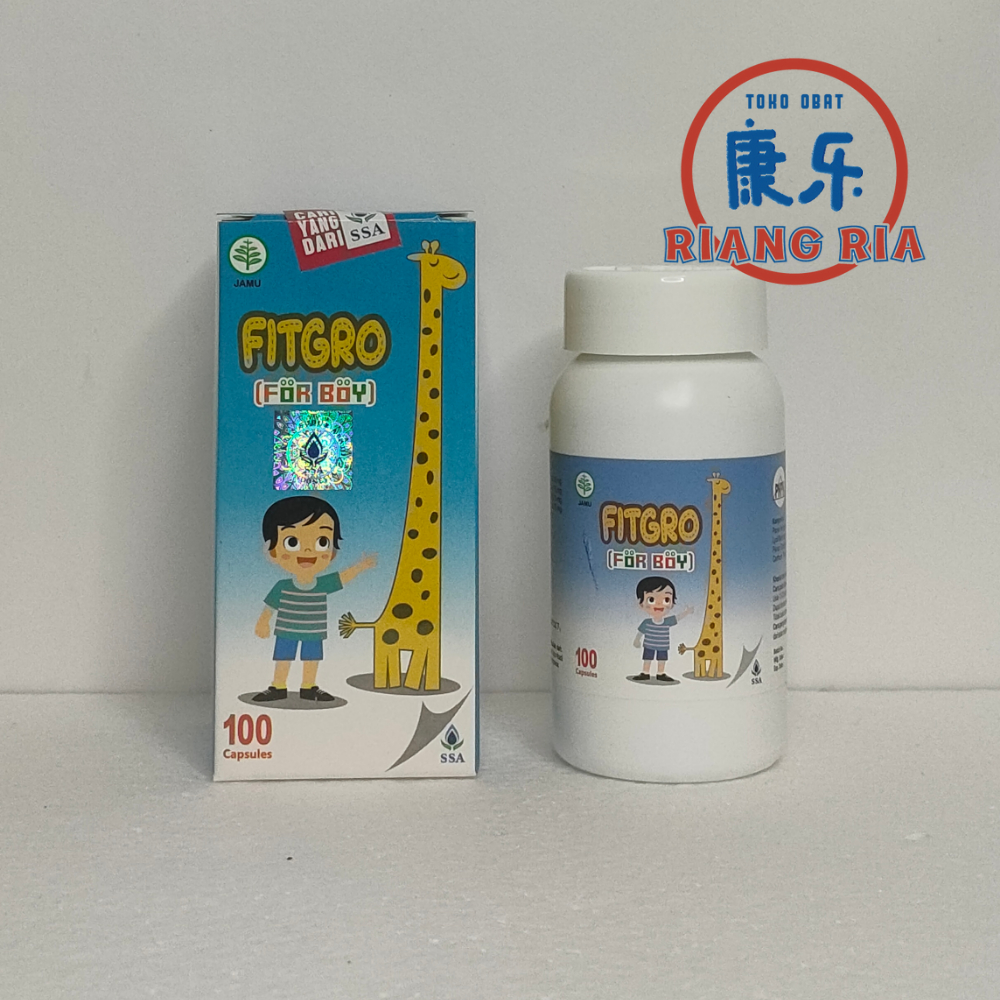 TOKO OBAT
康乐
RIANG RIA
CARI
YANG
DARI
SSA
JAMU
FITGRO
(FÖR BÖY)
100
Capsules
SSA
JAMU
FITGRO
(FÖR BÖY)
100
Capsules
SSA